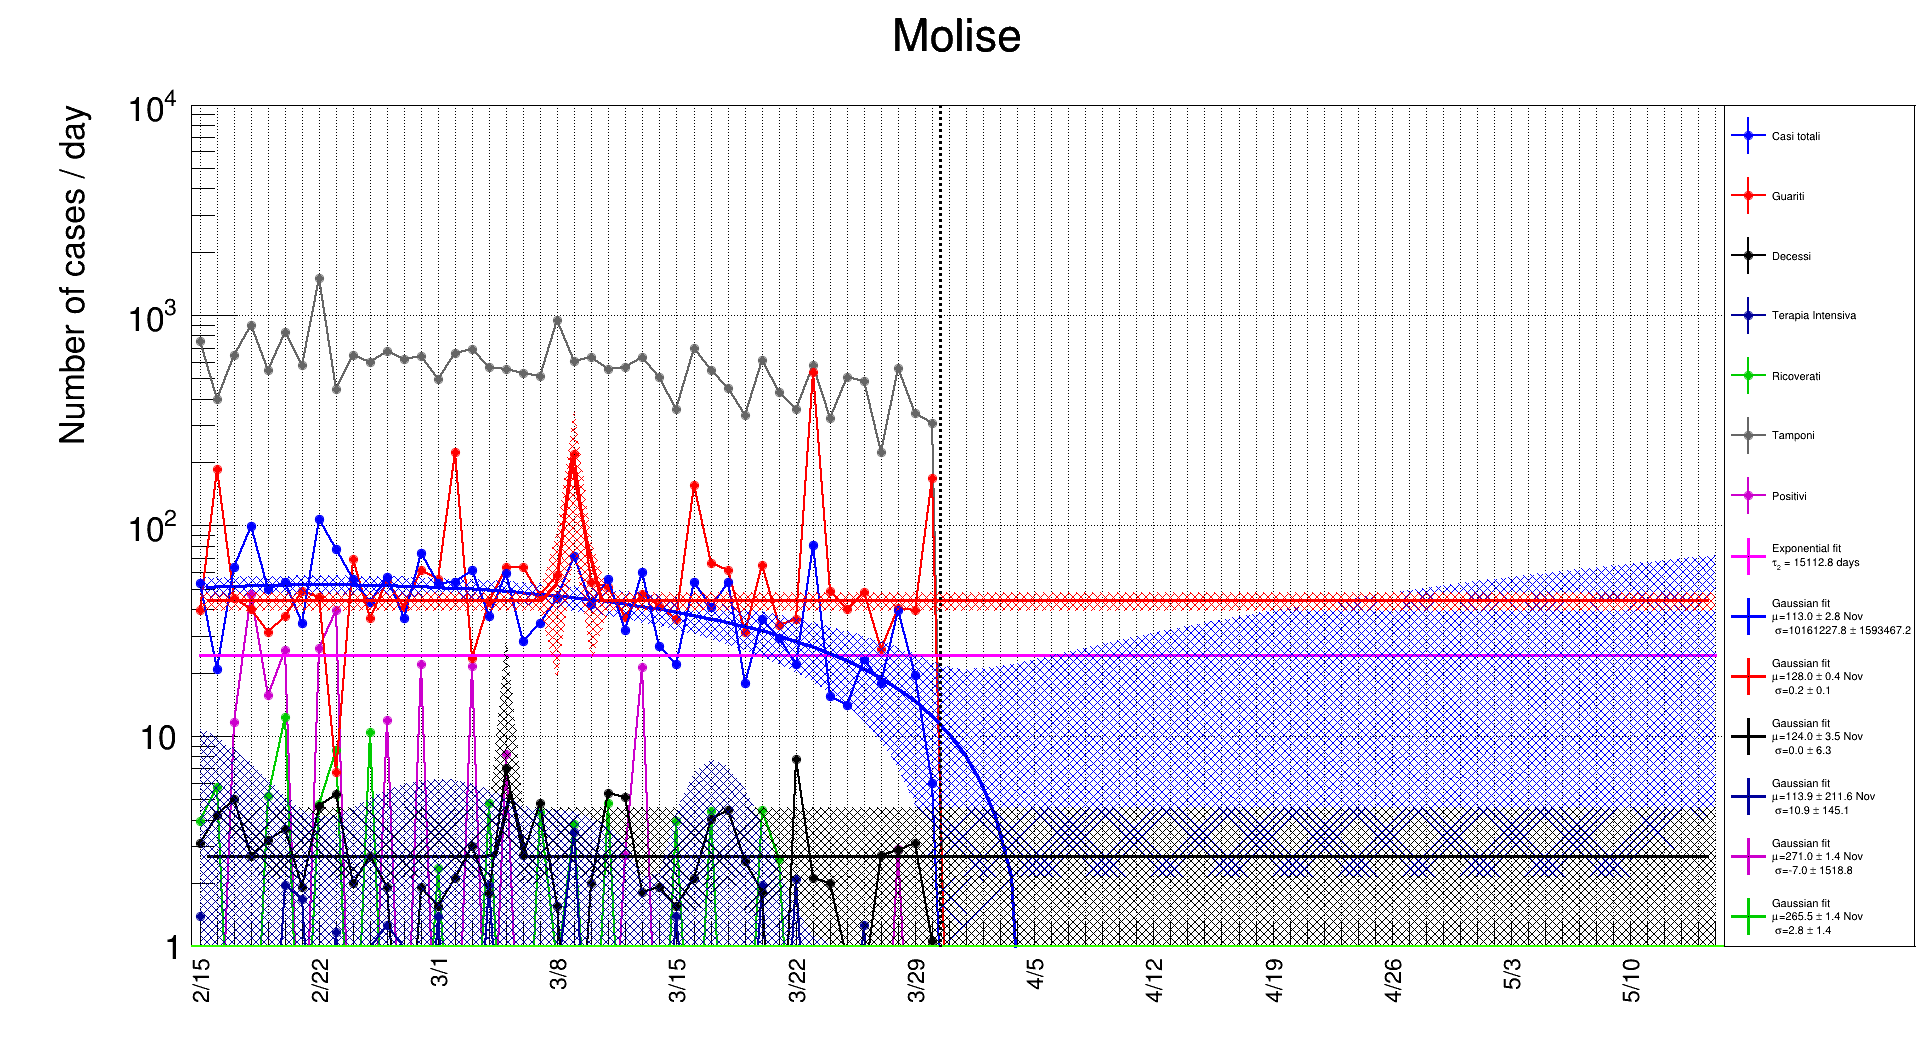 Molise
Number of cases / day
10^4
10^3
10^2
10
1
2/15
2/22
3/1
3/8
3/15
3/22
3/29
4/5
4/12
4/19
4/26
5/3
5/10
Casi totali
Guariti
Decessi
Terapia Intensiva
Ricoverati
Tamponi
Positivi
Exponential fit
τ₂ = 15112.8 days
Gaussian fit
μ=113.0 ± 2.8 Nov
σ=10161227.8 ± 1593467.2
Gaussian fit
μ=128.0 ± 0.4 Nov
σ=0.2 ± 0.1
Gaussian fit
μ=124.0 ± 3.5 Nov
σ=0.0 ± 6.3
Gaussian fit
μ=113.9 ± 211.6 Nov
σ=10.9 ± 145.1
Gaussian fit
μ=271.0 ± 1.4 Nov
σ=-7.0 ± 1518.8
Gaussian fit
μ=265.5 ± 1.4 Nov
σ=2.8 ± 1.4